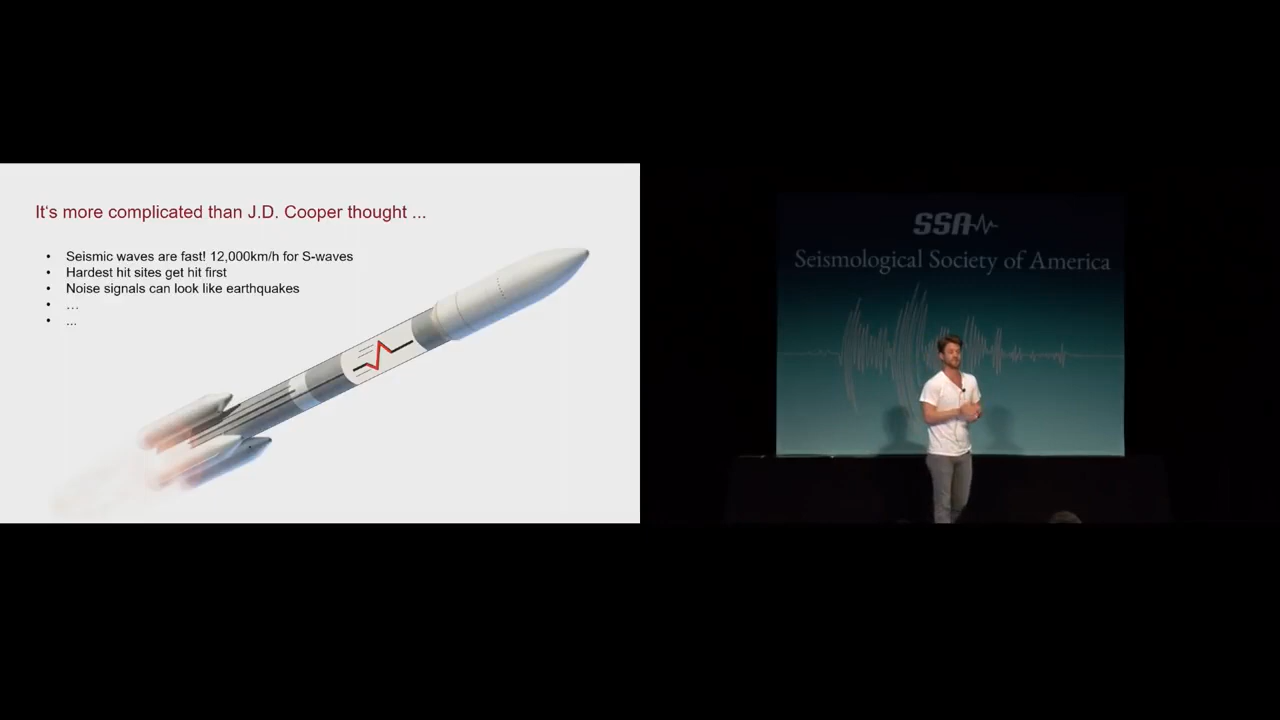 It's more complicated than J.D. Cooper thought ...
• Seismic waves are fast! 12,000km/h for S-waves
• Hardest hit sites get hit first
• Noise signals can look like earthquakes
• …
• ...
SSA
Seismological Society of America